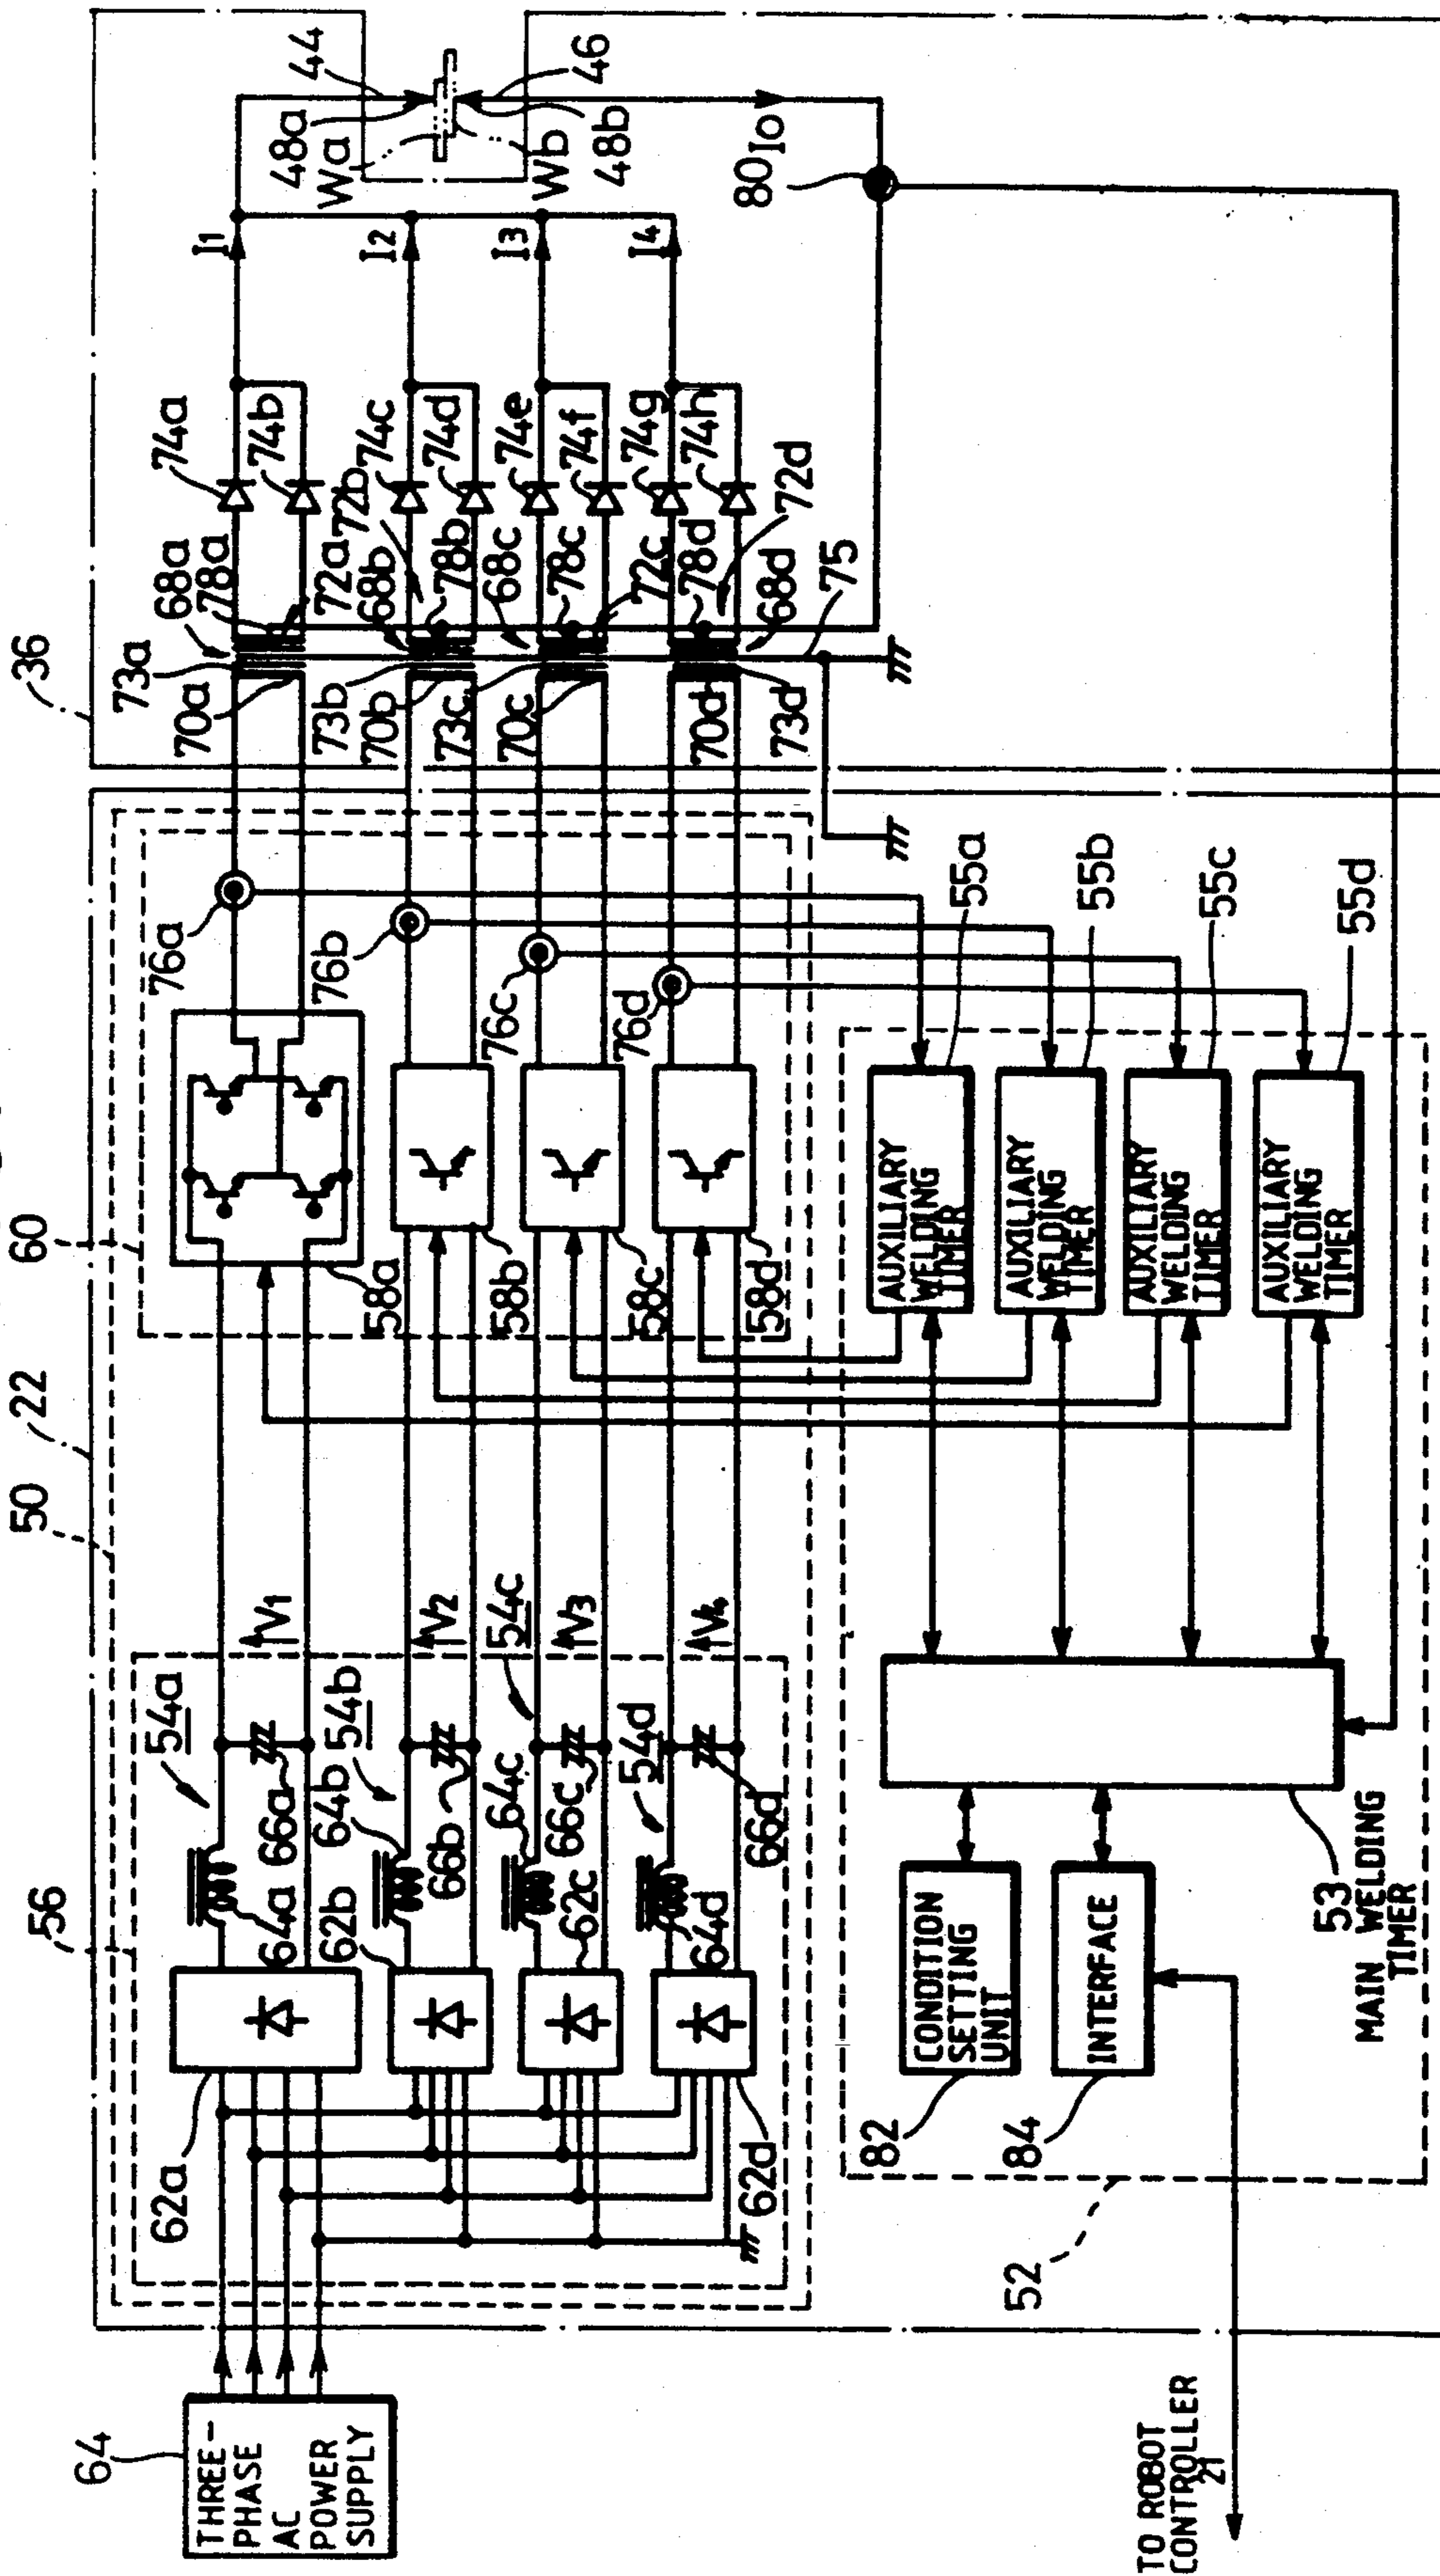 64
THREE-
PHASE
AC
POWER
SUPPLY
62a
62b
62c
62d
56
54a
54b
54c
54d
64a
64b
64c
64d
66a
66b
66c
66d
V1
V2
V3
V4
50
22
60
58a
58b
58c
58d
76a
76b
76c
76d
36
73a
70a
73b
70b
73c
70c
70d
73d
68a
78a
72a
68b
72b
78b
68c
78c
72c
78d
68d
72d
75
74a
74b
74c
74d
74e
74f
74g
74h
I1
I2
I3
I4
44
48a
Wa
Wb
48b
46
80
Io
AUXILIARY
WELDING
TIMER
55a
AUXILIARY
WELDING
TIMER
55b
AUXILIARY
WELDING
TIMER
55c
AUXILIARY
WELDING
TIMER
55d
53
MAIN WELDING
TIMER
CONDITION
SETTING
UNIT
82
INTERFACE
84
52
TO ROBOT
CONTROLLER
21